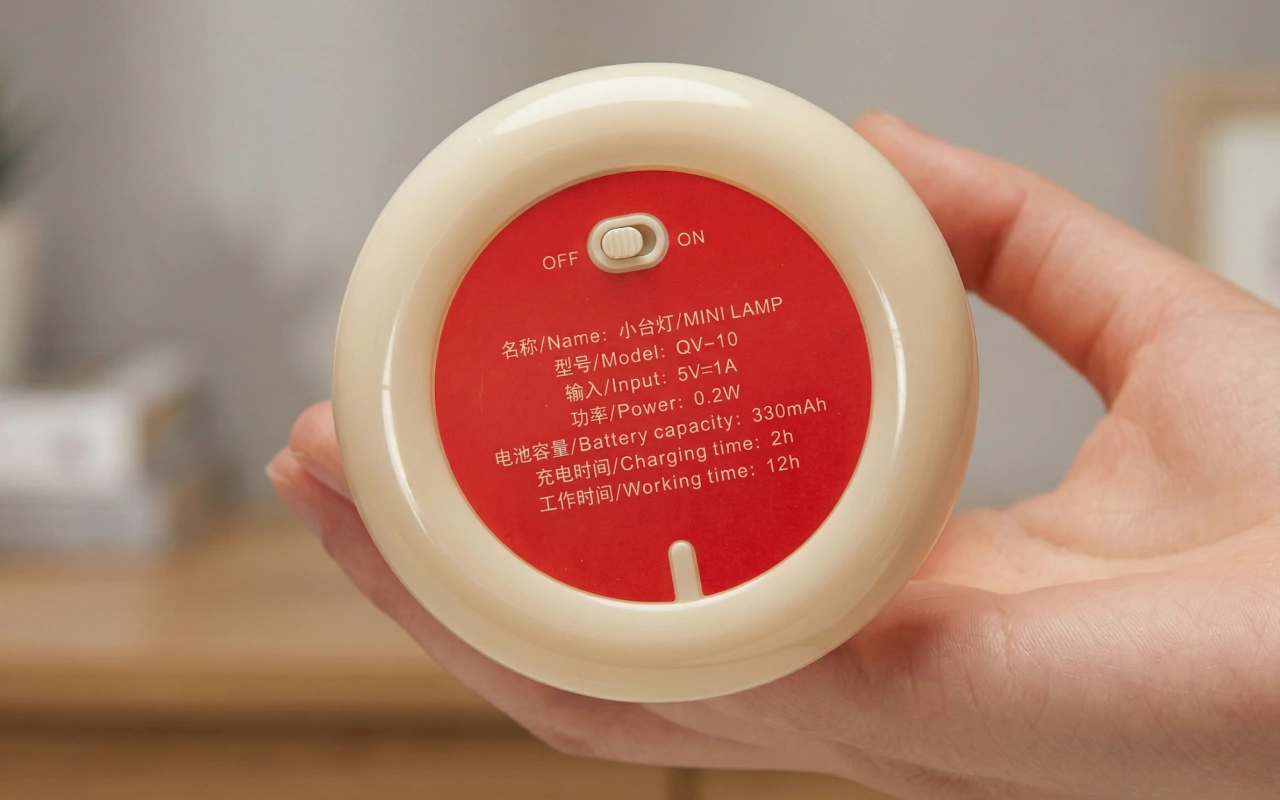 OFF ON
名称/Name: 小台灯/MINI LAMP
型号/Model: QV-10
输入/Input: 5V=1A
功率/Power: 0.2W
电池容量/Battery capacity: 330mAh
充电时间/Charging time: 2h
工作时间/Working time: 12h